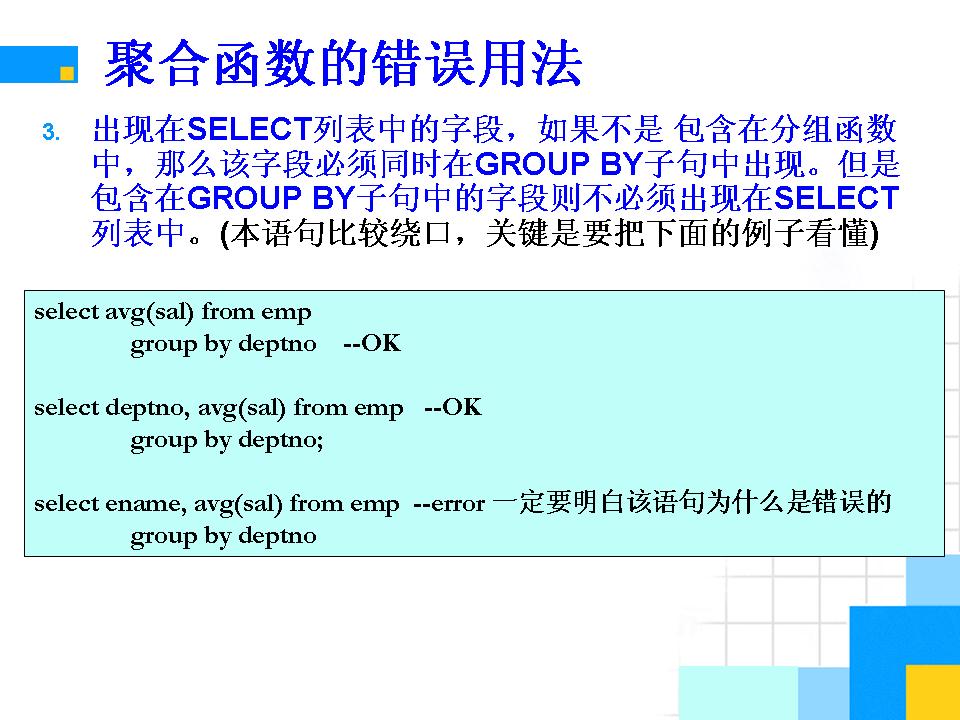 聚合函数的错误用法
3. 出现在SELECT列表中的字段，如果不是 包含在分组函数
中，那么该字段必须同时在GROUP BY子句中出现。但是
包含在GROUP BY子句中的字段则不必须出现在SELECT
列表中。(本语句比较绕口，关键是要把下面的例子看懂)
select avg(sal) from emp
group by deptno --OK
select deptno, avg(sal) from emp --OK
group by deptno;
select ename, avg(sal) from emp --error 一定要明白该语句为什么是错误的
group by deptno